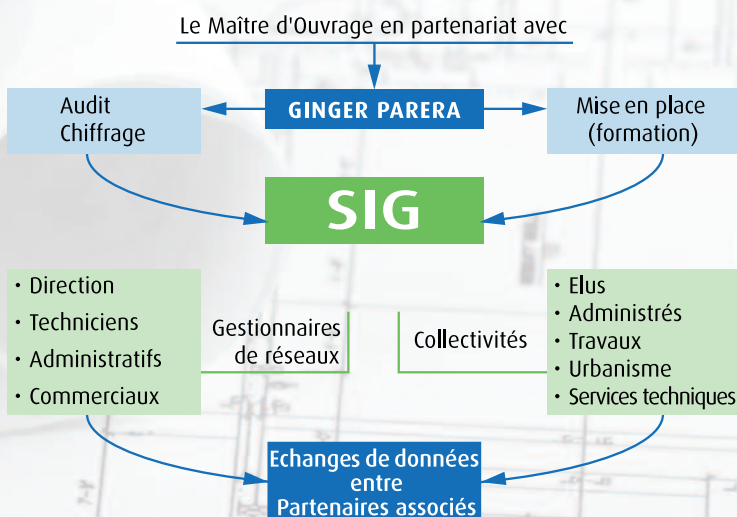 Le Maître d'Ouvrage en partenariat avec
Audit
Chiffrage
GINGER PARERA
Mise en place
(formation)
SIG
· Direction
· Techniciens
· Administratifs
· Commerciaux
Gestionnaires
de réseaux
Collectivités
· Elus
· Administrés
· Travaux
· Urbanisme
· Services techniques
Echanges de données
entre
Partenaires associés